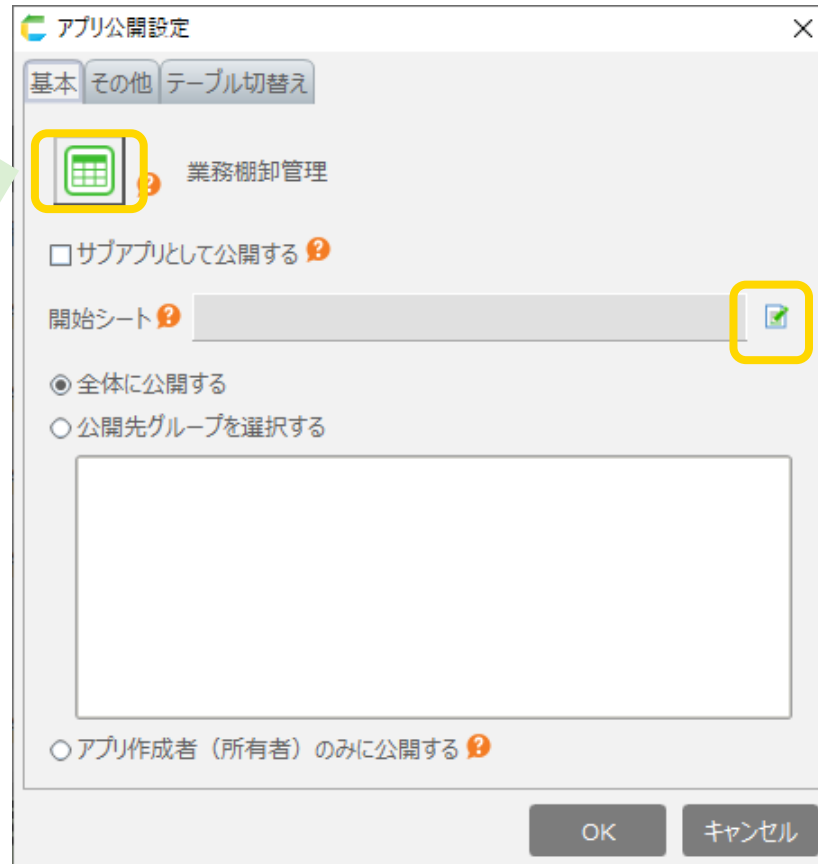 アプリ公開設定
基本 その他 テーブル切替え
業務棚卸管理
サブアプリとして公開する
開始シート
全体に公開する
公開先グループを選択する
アプリ作成者（所有者）のみに公開する
OK キャンセル